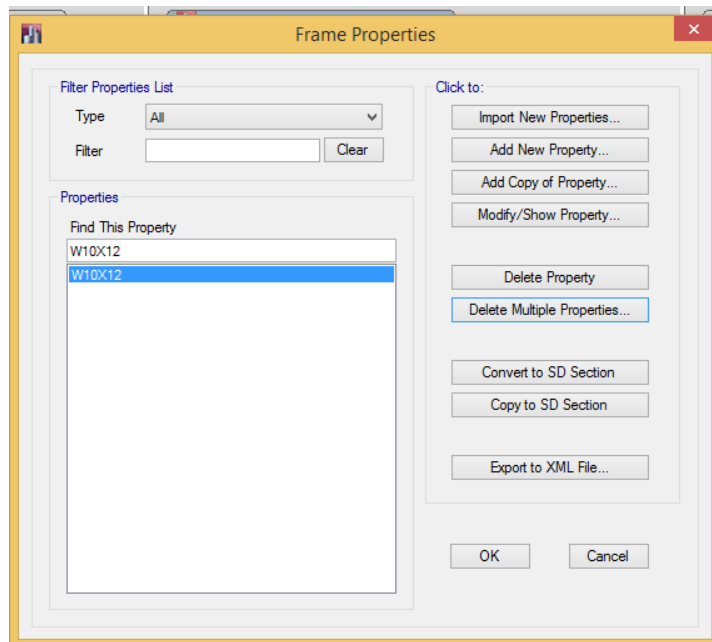 Frame Properties
Filter Properties List
Type All
Filter Clear
Properties
Find This Property
W10X12
W10X12
Click to:
Import New Properties...
Add New Property...
Add Copy of Property...
Modify/Show Property...
Delete Property
Delete Multiple Properties...
Convert to SD Section
Copy to SD Section
Export to XML File...
OK Cancel